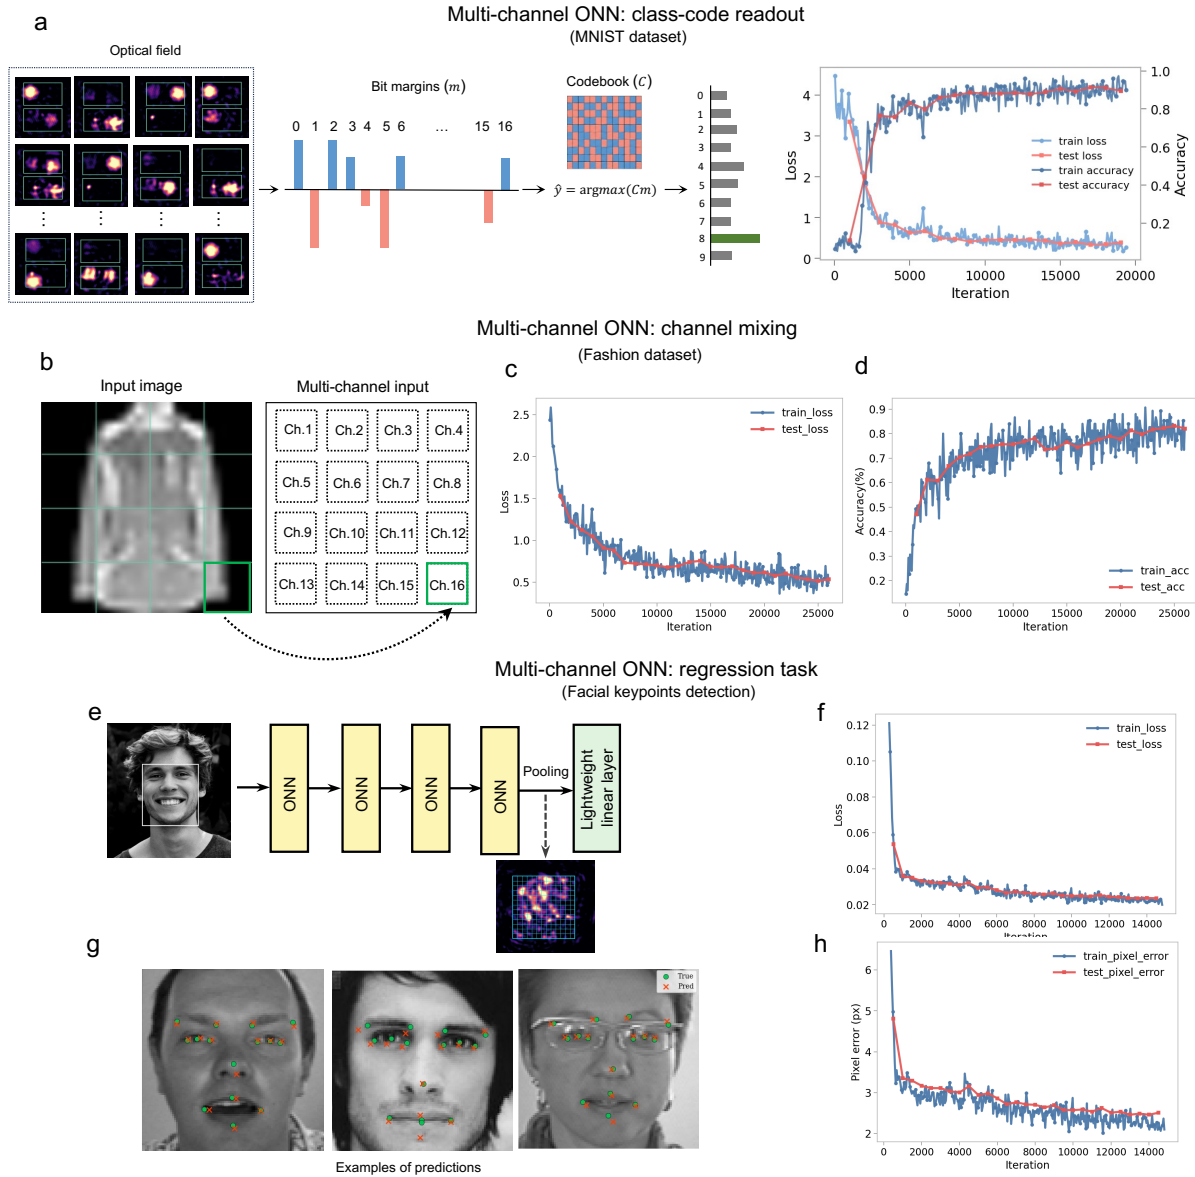 Multi-channel ONN: class-code readout
(MNIST dataset)
a
Optical field
Bit margins (m)
0 1 2 3 4 5 6 ... 15 16
Codebook (C)
ŷ = argmax(Cm)
0
1
2
3
4
5
6
7
8
9
Loss
4
3
2
1
0
1.0
0.8
0.6
0.4
0.2
Accuracy
train loss
test loss
train accuracy
test accuracy
0 5000 10000 15000 20000
Iteration
Multi-channel ONN: channel mixing
(Fashion dataset)
b
Input image
Multi-channel input
Ch.1 Ch.2 Ch.3 Ch.4
Ch.5 Ch.6 Ch.7 Ch.8
Ch.9 Ch.10 Ch.11 Ch.12
Ch.13 Ch.14 Ch.15 Ch.16
c
Loss
2.5
2.0
1.5
1.0
0.5
train_loss
test_loss
0 5000 10000 15000 20000 25000
Iteration
d
Accuracy(%)
0.9
0.8
0.7
0.6
0.5
0.4
0.3
0.2
train_acc
test_acc
0 5000 10000 15000 20000 25000
Iteration
Multi-channel ONN: regression task
(Facial keypoints detection)
e
ONN
ONN
ONN
ONN
Pooling
Lightweight
linear layer
f
Loss
0.12
0.10
0.08
0.06
0.04
0.02
train_loss
test_loss
0 2000 4000 6000 8000 10000 12000 14000
Iteration
g
True
Pred
Examples of predictions
h
Pixel error (px)
6
5
4
3
2
train_pixel_error
test_pixel_error
0 2000 4000 6000 8000 10000 12000 14000
Iteration